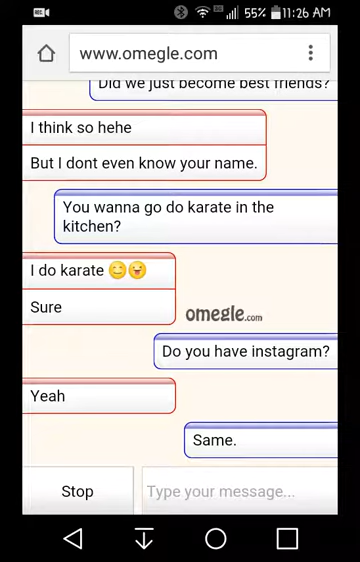 REC 55% 11:26 AM
www.omegle.com
Did we just become best friends?
I think so hehe
But I dont even know your name.
You wanna go do karate in the
kitchen?
I do karate 😊😜
Sure
omegle.com
Do you have instagram?
Yeah
Same.
Stop Type your message...